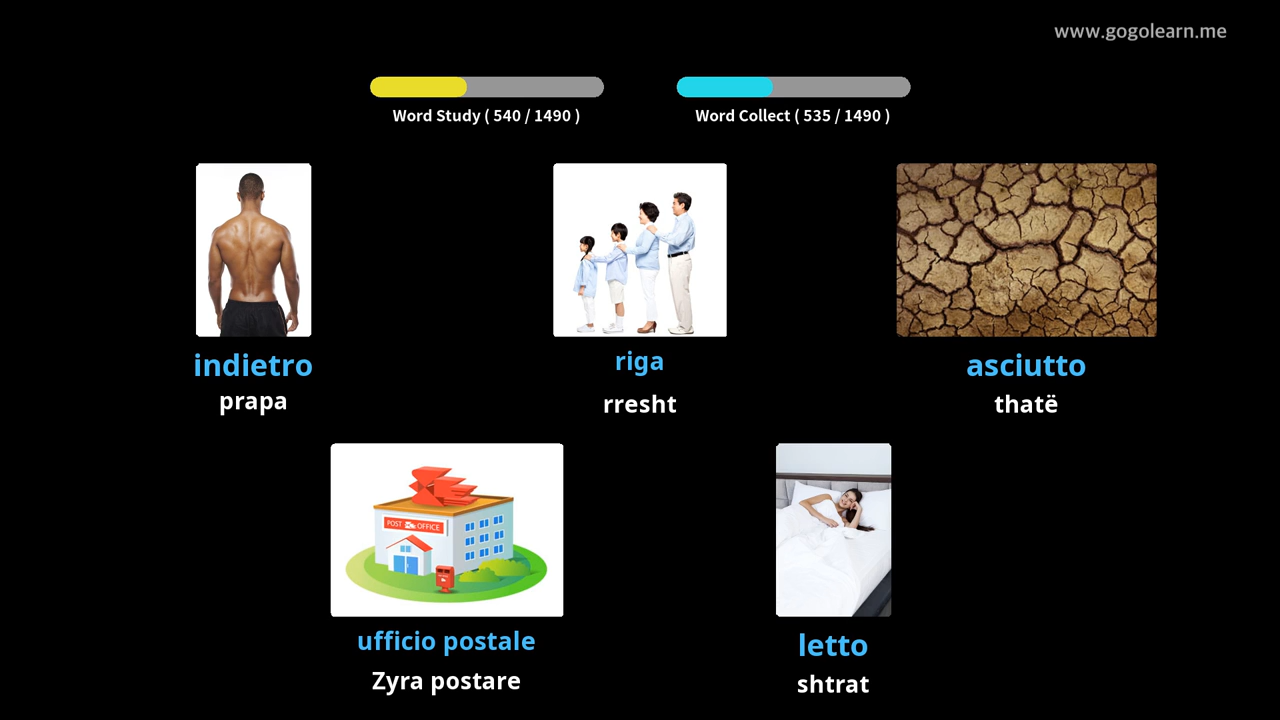 www.gogolearn.me
Word Study ( 540 / 1490 )
Word Collect ( 535 / 1490 )
indietro
prapa
riga
rresht
asciutto
thatë
POST OFFICE
ufficio postale
Zyra postare
letto
shtrat